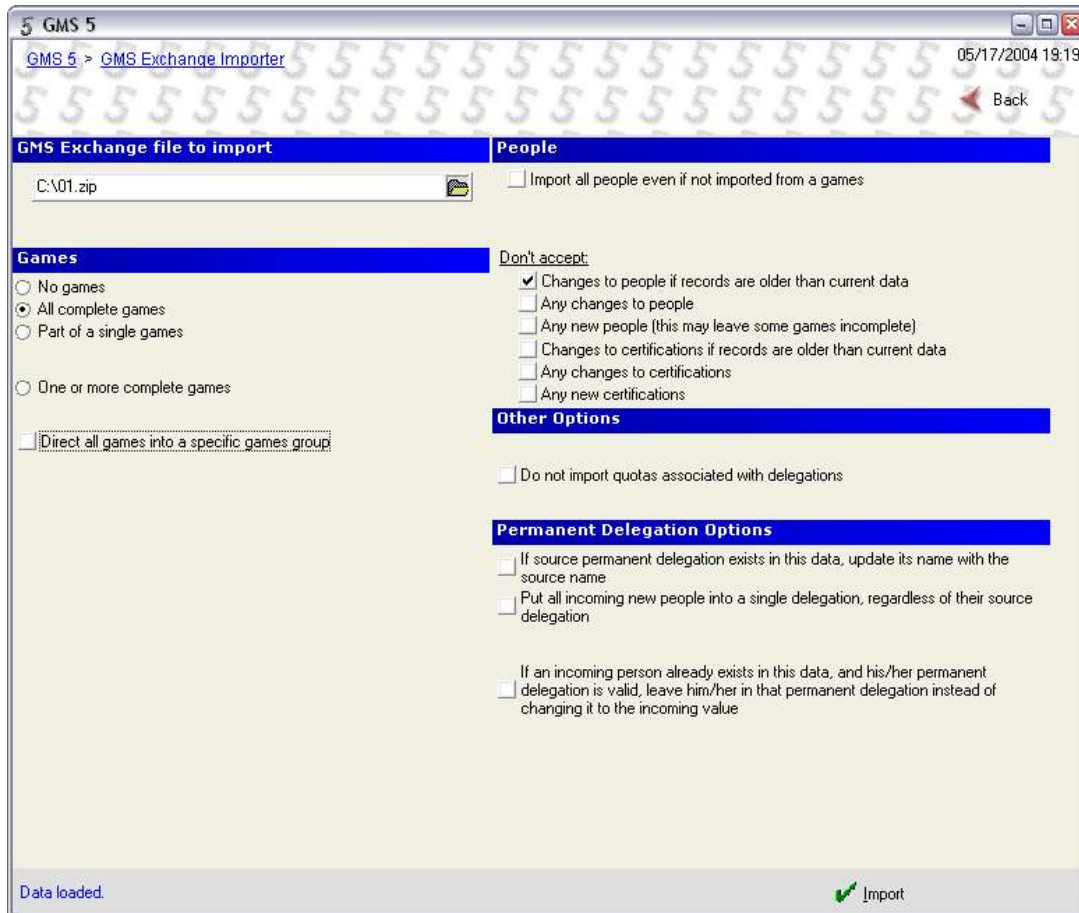 5 GMS 5
GMS 5 > GMS Exchange Importer
05/17/2004 19:19
Back
GMS Exchange file to import
C:\01.zip
Games
No games
All complete games
Part of a single games
One or more complete games
Direct all games into a specific games group
People
Import all people even if not imported from a games
Don't accept:
Changes to people if records are older than current data
Any changes to people
Any new people (this may leave some games incomplete)
Changes to certifications if records are older than current data
Any changes to certifications
Any new certifications
Other Options
Do not import quotas associated with delegations
Permanent Delegation Options
If source permanent delegation exists in this data, update its name with the
source name
Put all incoming new people into a single delegation, regardless of their source
delegation
If an incoming person already exists in this data, and his/her permanent
delegation is valid, leave him/her in that permanent delegation instead of
changing it to the incoming value
Data loaded.
Import